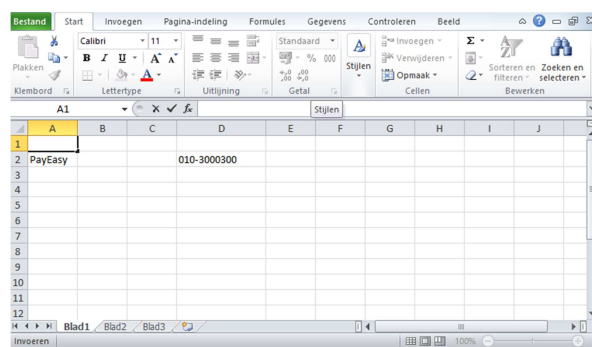 Bestand Start Invoegen Pagina-indeling Formules Gegevens Controleren Beeld
Calibri 11 Standaard Invoegen Σ
Plakken B I U A A % 000 Stijlen Verwijderen Sorteren en Zoeken en
A ,0 ,00 Opmaak filteren selecteren
Klembord Lettertype Uitlijning Getal Cellen Bewerken
A1 fx Stijlen
A B C D E F G H I J
1
2 PayEasy 010-3000300
3
4
5
6
7
8
9
10
11
12
Blad1 Blad2 Blad3
Invoeren 100%